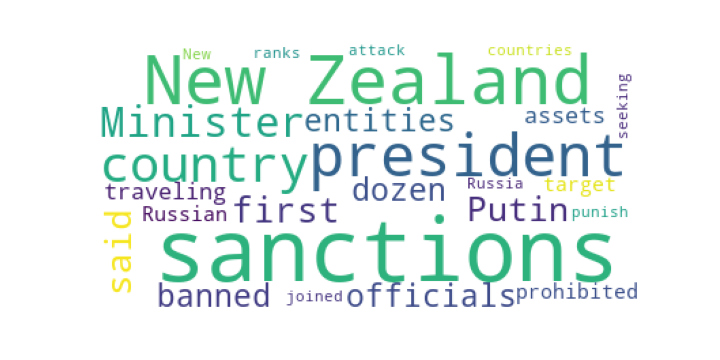 New ranks attack countries
New Zealand
seeking
Minister entities assets
country president
traveling dozen Russia target
Russian first Putin punish
said
sanctions
banned joined officials prohibited